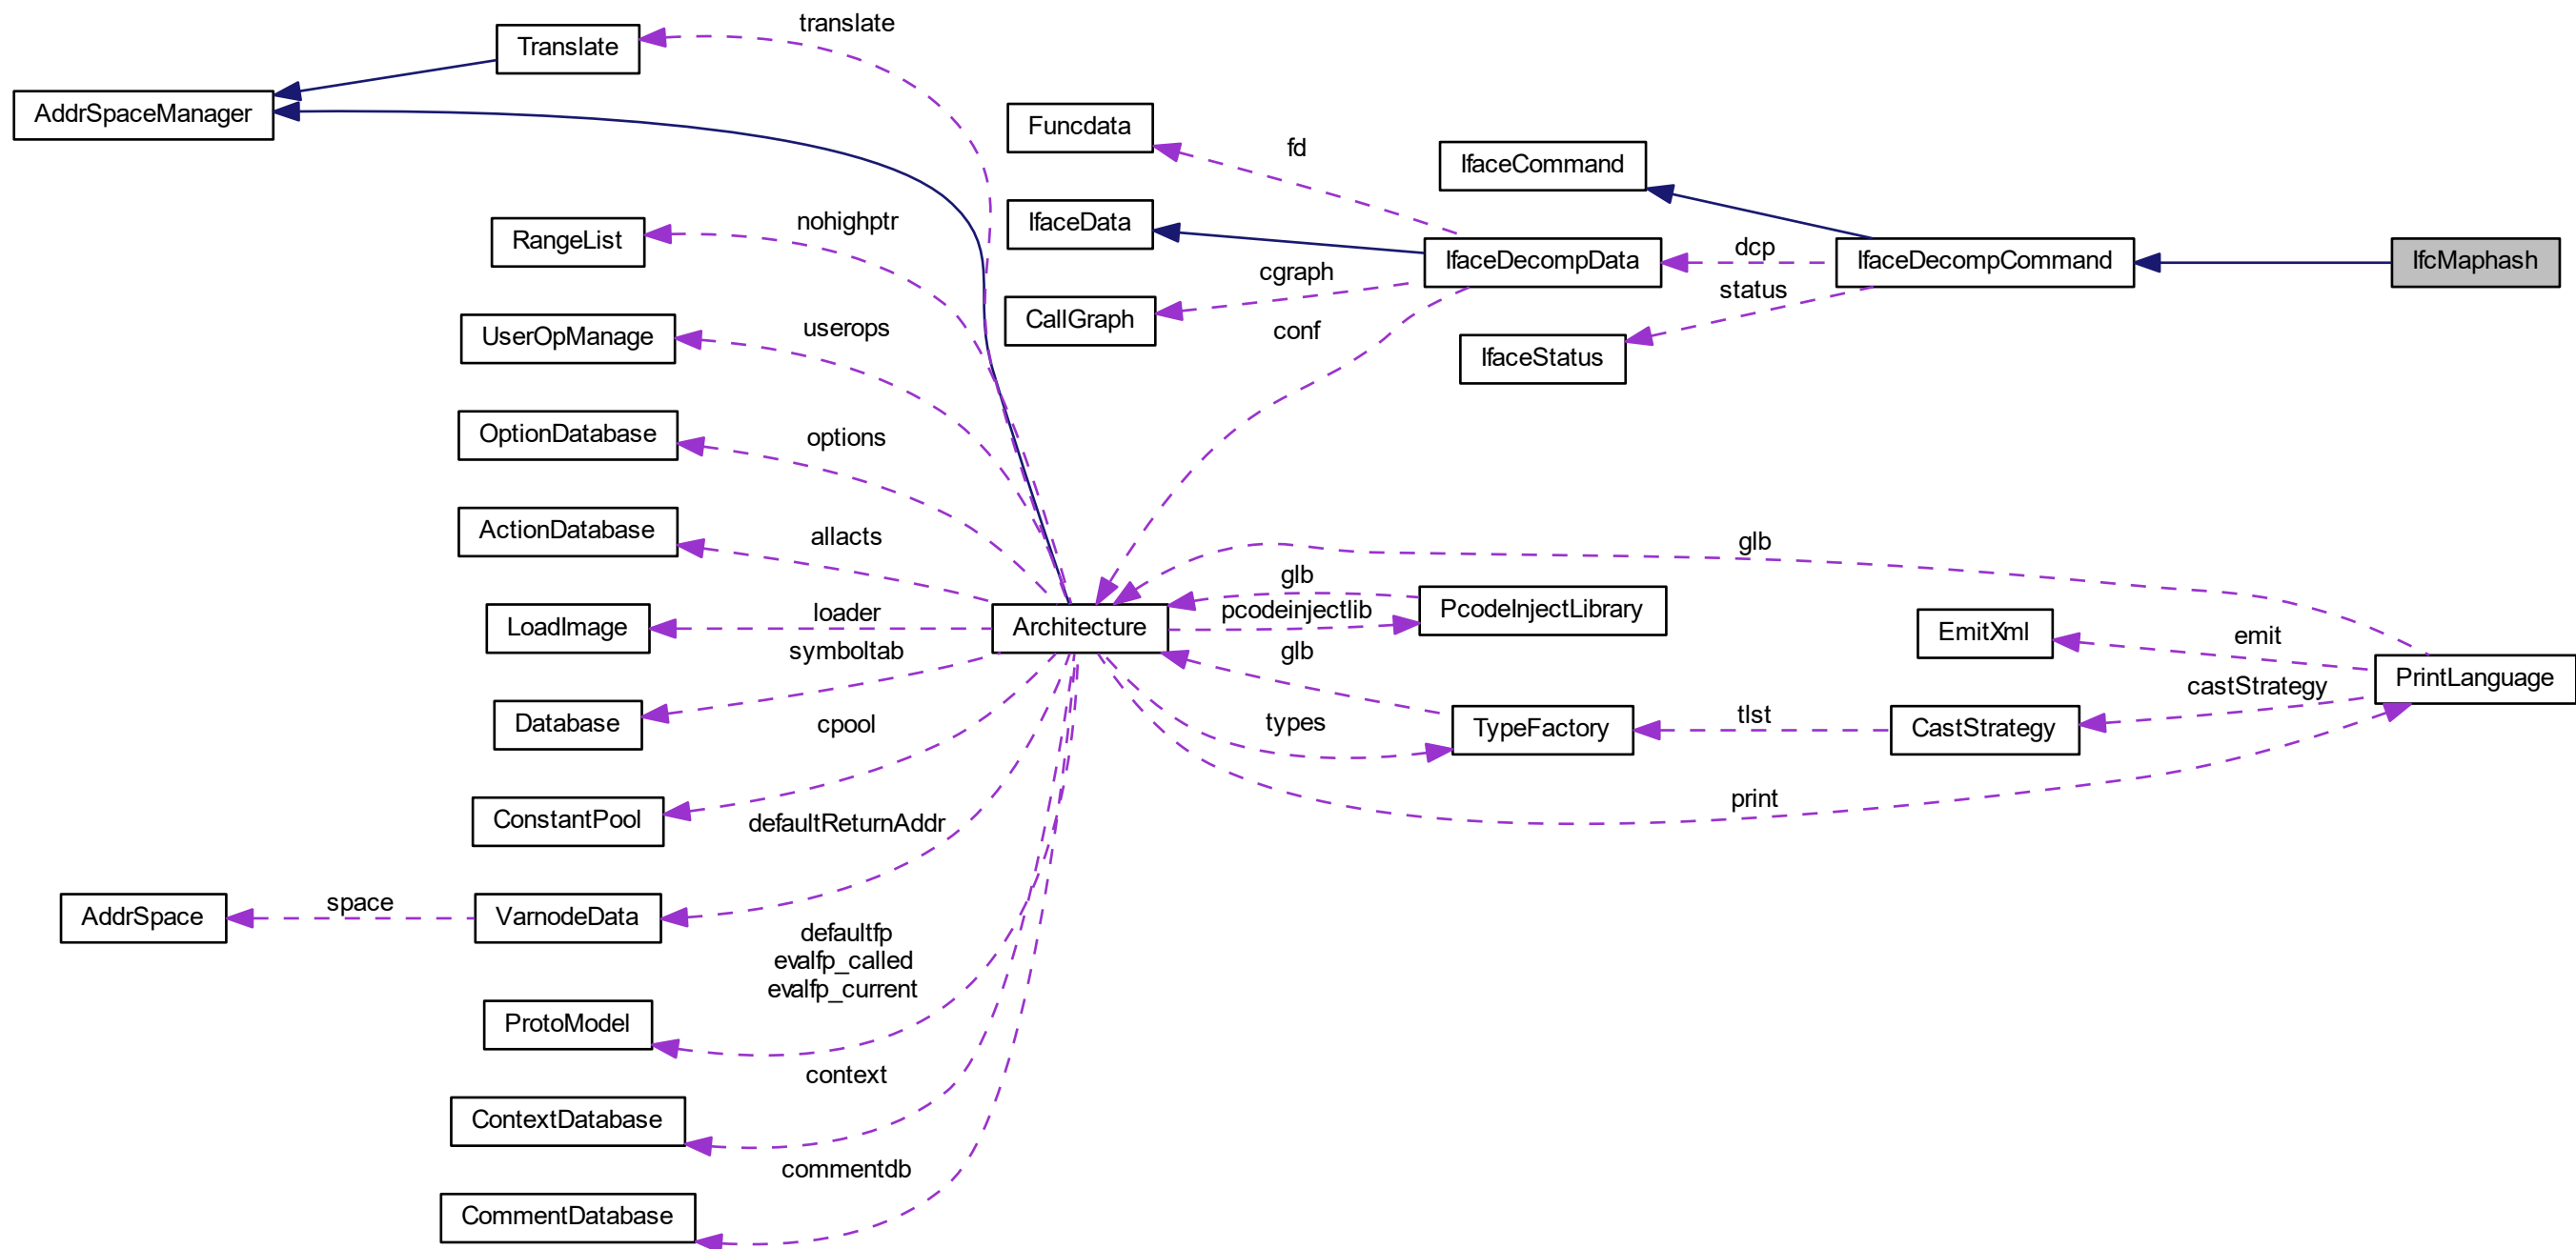 translate
Translate
AddrSpaceManager
Funcdata
fd
IfaceCommand
nohighptr
RangeList
IfaceData
cgraph
IfaceDecompData
dcp
IfaceDecompCommand
IfcMaphash
status
userops
UserOpManage
CallGraph
conf
IfaceStatus
options
OptionDatabase
allacts
ActionDatabase
glb
glb
pcodeinjectlib
PcodeInjectLibrary
loader
LoadImage
Architecture
symboltab
glb
EmitXml
emit
PrintLanguage
castStrategy
Database
cpool
types
TypeFactory
tlst
CastStrategy
print
ConstantPool
defaultReturnAddr
AddrSpace
space
VarnodeData
defaultfp
evalfp_called
evalfp_current
ProtoModel
context
ContextDatabase
commentdb
CommentDatabase